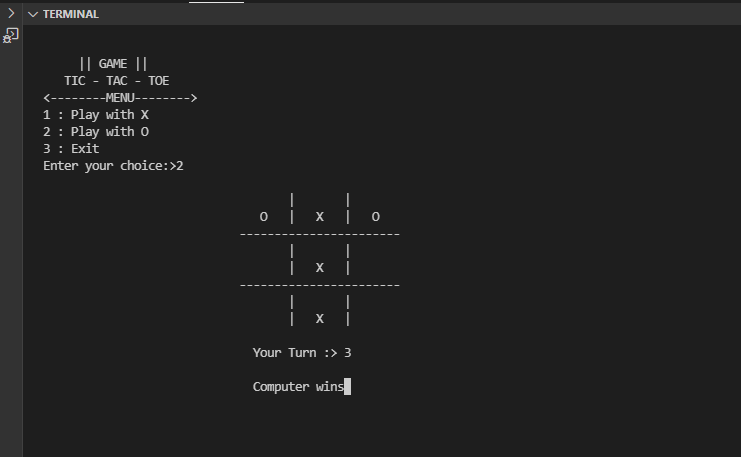 TERMINAL
|| GAME ||
TIC - TAC - TOE
<--------MENU-------->
1 : Play with X
2 : Play with O
3 : Exit
Enter your choice:>2
| |
O | X | O
-----------------------
| |
| X |
-----------------------
| |
| X |
Your Turn :> 3
Computer wins